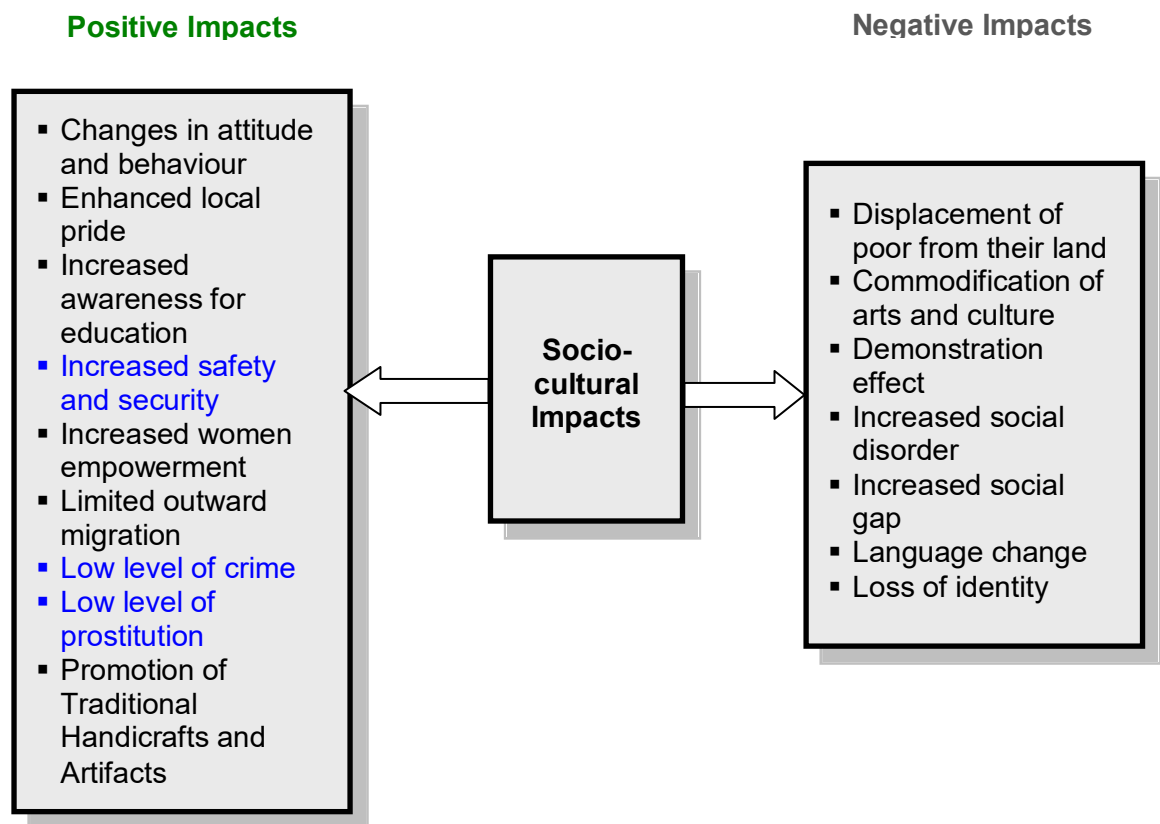 Positive Impacts
Negative Impacts
▪ Changes in attitude
and behaviour
▪ Enhanced local
pride
▪ Increased
awareness for
education
▪ Increased safety
and security
▪ Increased women
empowerment
▪ Limited outward
migration
▪ Low level of crime
▪ Low level of
prostitution
▪ Promotion of
Traditional
Handicrafts and
Artifacts
Socio-
cultural
Impacts
▪ Displacement of
poor from their land
▪ Commodification of
arts and culture
▪ Demonstration
effect
▪ Increased social
disorder
▪ Increased social
gap
▪ Language change
▪ Loss of identity